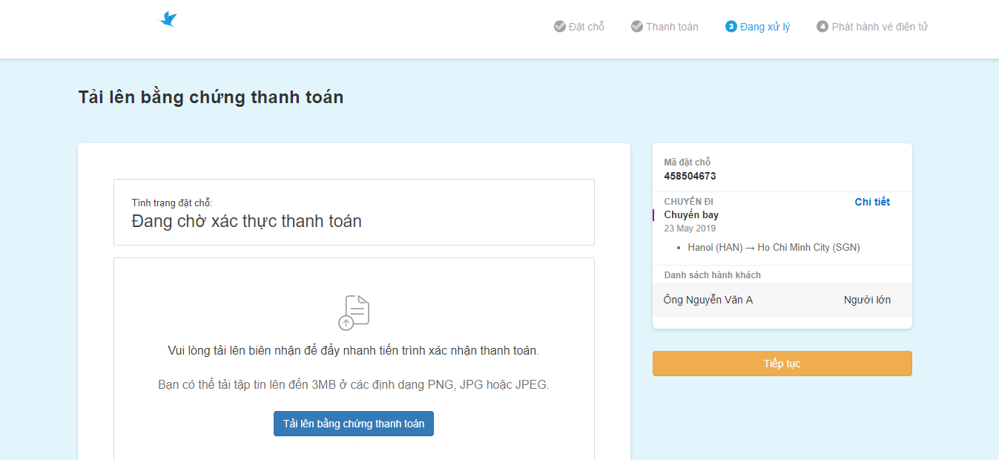 Đặt chỗ
Thanh toán
3 Đang xử lý
4 Phát hành vé điện tử
Tải lên bằng chứng thanh toán
Tình trạng đặt chỗ:
Đang chờ xác thực thanh toán
Vui lòng tải lên biên nhận để đẩy nhanh tiến trình xác nhận thanh toán.
Bạn có thể tải tập tin lên đến 3MB ở các định dạng PNG, JPG hoặc JPEG.
Tải lên bằng chứng thanh toán
Mã đặt chỗ
458504673
CHUYẾN ĐI Chi tiết
Chuyến bay
23 May 2019
• Hanoi (HAN) → Ho Chi Minh City (SGN)
Danh sách hành khách
Ông Nguyễn Văn A Người lớn
Tiếp tục